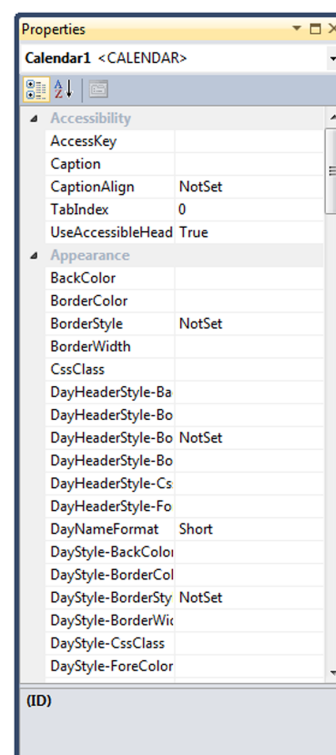 Properties
Calendar1 <CALENDAR>
Accessibility
AccessKey
Caption
CaptionAlign NotSet
TabIndex 0
UseAccessibleHead True
Appearance
BackColor
BorderColor
BorderStyle NotSet
BorderWidth
CssClass
DayHeaderStyle-Ba
DayHeaderStyle-Bo
DayHeaderStyle-Bo NotSet
DayHeaderStyle-Bo
DayHeaderStyle-Cs
DayHeaderStyle-Fo
DayNameFormat Short
DayStyle-BackColor
DayStyle-BorderCol
DayStyle-BorderSty NotSet
DayStyle-BorderWid
DayStyle-CssClass
DayStyle-ForeColor
(ID)